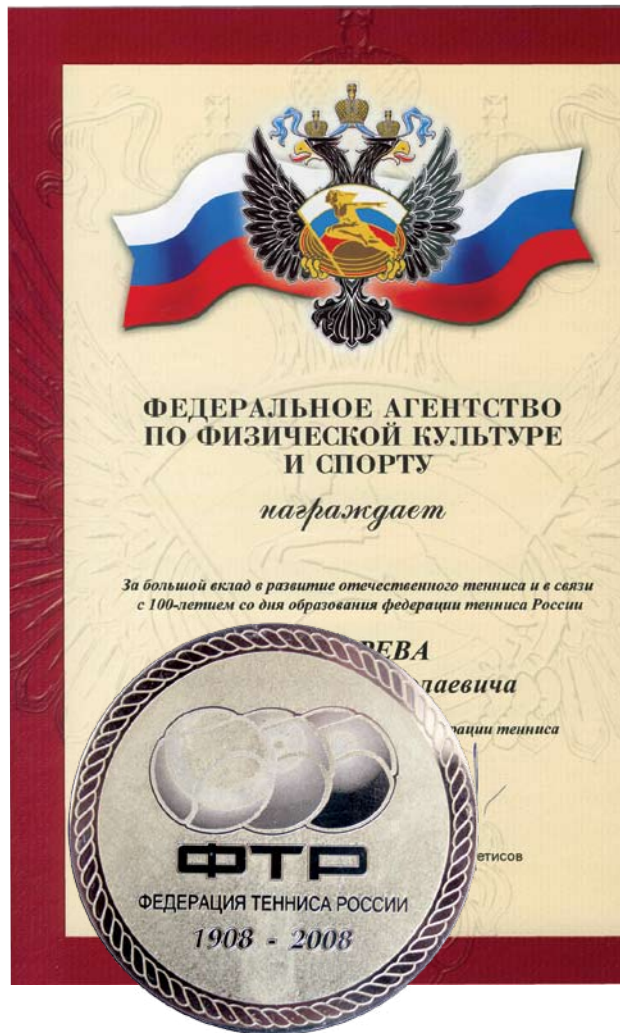 ФЕДЕРАЛЬНОЕ АГЕНТСТВО
ПО ФИЗИЧЕСКОЙ КУЛЬТУРЕ
И СПОРТУ
награждает
За большой вклад в развитие отечественного тенниса и в связи
с 100-летием со дня образования федерации тенниса России
РЕВА
лаевича
рации тенниса
етисов
ФТР
ФЕДЕРАЦИЯ ТЕННИСА РОССИИ
1908 - 2008